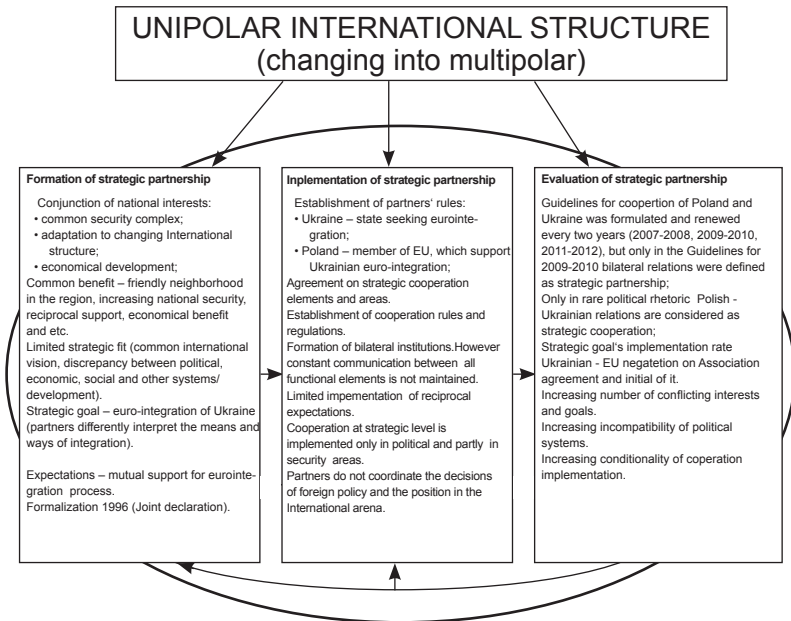 UNIPOLAR INTERNATIONAL STRUCTURE
(changing into multipolar)
Formation of strategic partnership
Conjunction of national interests:
• common security complex;
• adaptation to changing International
structure;
• economical development;
Common benefit – friendly neighborhood
in the region, increasing national security,
reciprocal support, economical benefit
and etc.
Limited strategic fit (common international
vision, discrepancy between political,
economic, social and other systems/
development).
Strategic goal – euro-integration of Ukraine
(partners differently interpret the means and
ways of integration).
Expectations – mutual support for eurointe-
gration process.
Formalization 1996 (Joint declaration).
Inplementation of strategic partnership
Establishment of partners' rules:
• Ukraine – state seeking eurointe-
gration;
• Poland – member of EU, which support
Ukrainian euro-integration;
Agreement on strategic cooperation
elements and areas.
Establishment of cooperation rules and
regulations.
Formation of bilateral institutions.However
constant communication between all
functional elements is not maintained.
Limited impementation of reciprocal
expectations.
Cooperation at strategic level is
implemented only in political and partly in
security areas.
Partners do not coordinate the decisions
of foreign policy and the position in the
International arena.
Evaluation of strategic partnership
Guidelines for coopertion of Poland and
Ukraine was formulated and renewed
every two years (2007-2008, 2009-2010,
2011-2012), but only in the Guidelines for
2009-2010 bilateral relations were defined
as strategic partnership;
Only in rare political rhetoric Polish -
Ukrainian relations are considered as
strategic cooperation;
Strategic goal's implementation rate
Ukrainian - EU negatetion on Association
agreement and initial of it.
Increasing number of conflicting interests
and goals.
Increasing incompatibility of political
systems.
Increasing conditionality of coperation
implementation.